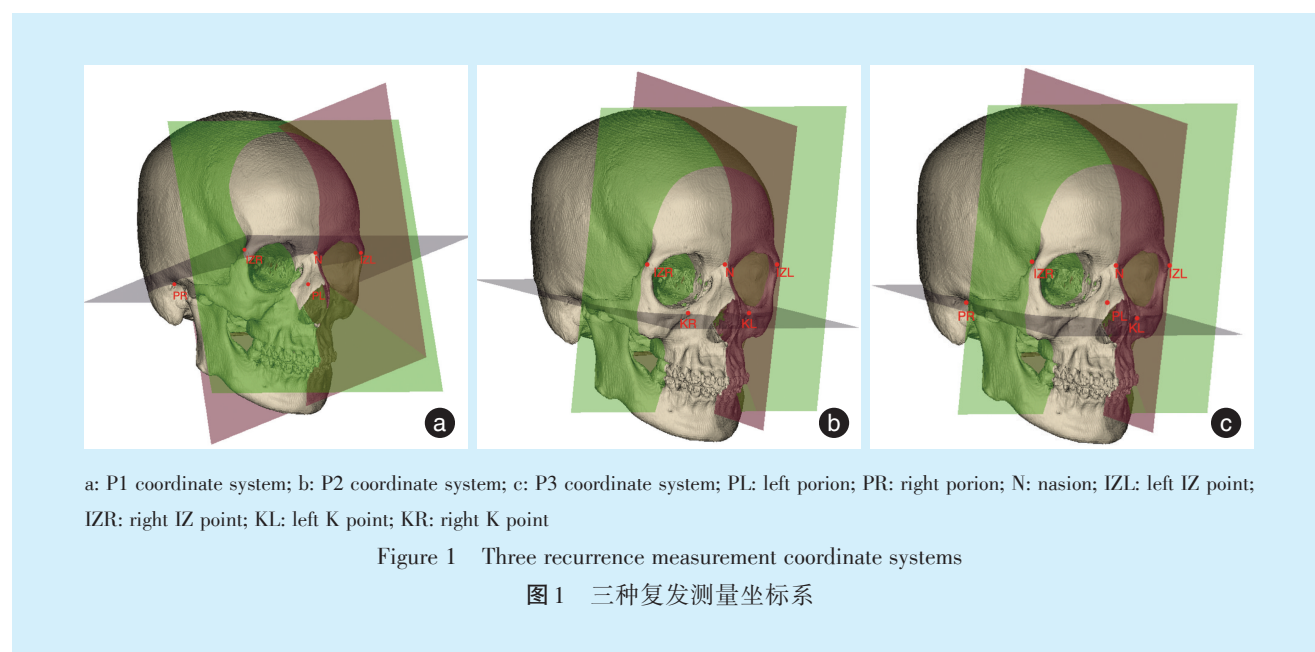 IZR
N
IZL
PR
PL
a
IZR
N
IZL
KR
KL
b
IZR
N
IZL
PR
PL
KL
c
a: P1 coordinate system; b: P2 coordinate system; c: P3 coordinate system; PL: left porion; PR: right porion; N: nasion; IZL: left IZ point;
IZR: right IZ point; KL: left K point; KR: right K point
Figure 1 Three recurrence measurement coordinate systems
图1 三种复发测量坐标系